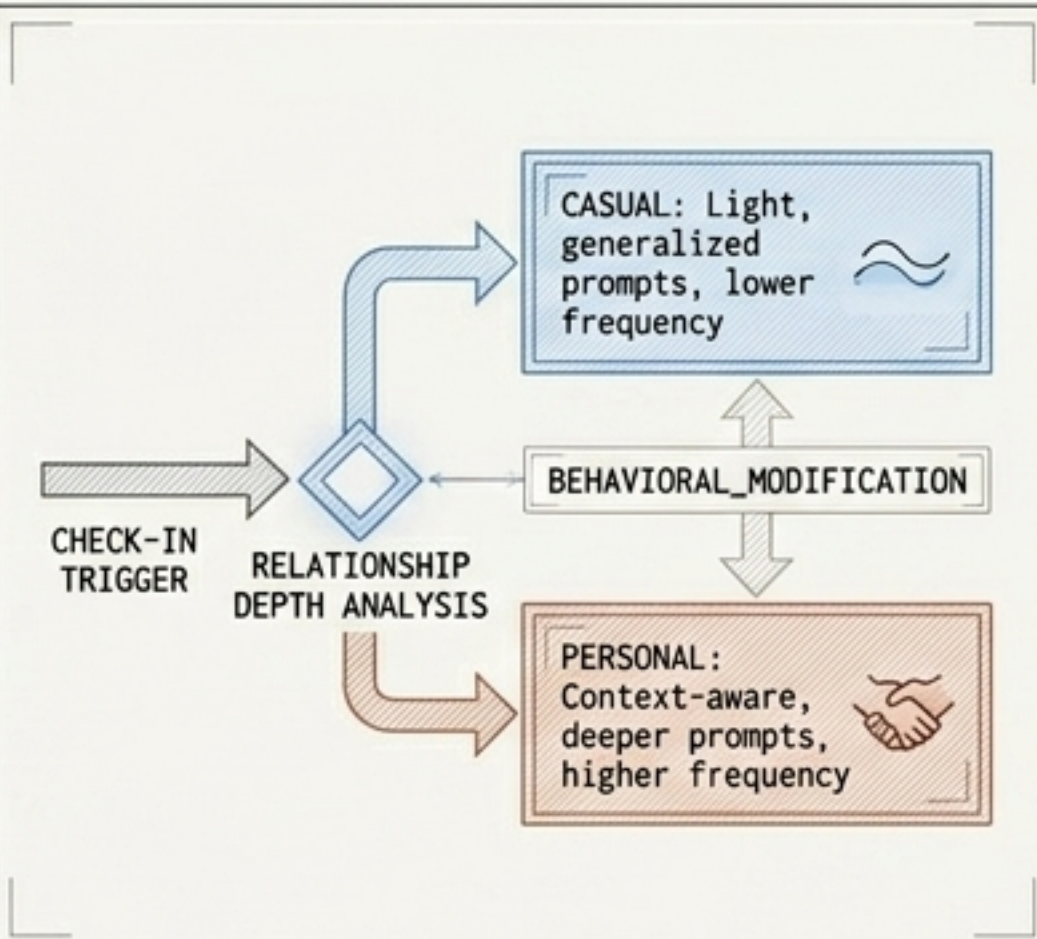 CASUAL: Light,
generalized
prompts, lower
frequency
CHECK-IN
TRIGGER
RELATIONSHIP
DEPTH ANALYSIS
BEHAVIORAL_MODIFICATION
PERSONAL:
Context-aware,
deeper prompts,
higher frequency